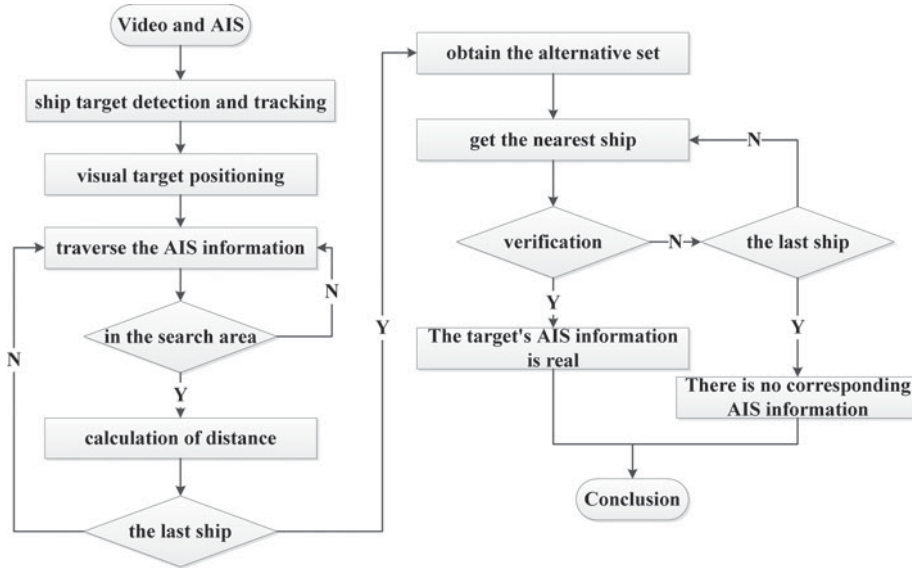 Video and AIS
ship target detection and tracking
visual target positioning
traverse the AIS information
N
in the search area
Y
calculation of distance
the last ship
N
Y
obtain the alternative set
get the nearest ship
N
verification
N
the last ship
Y
The target's AIS information
is real
Y
There is no corresponding
AIS information
Conclusion